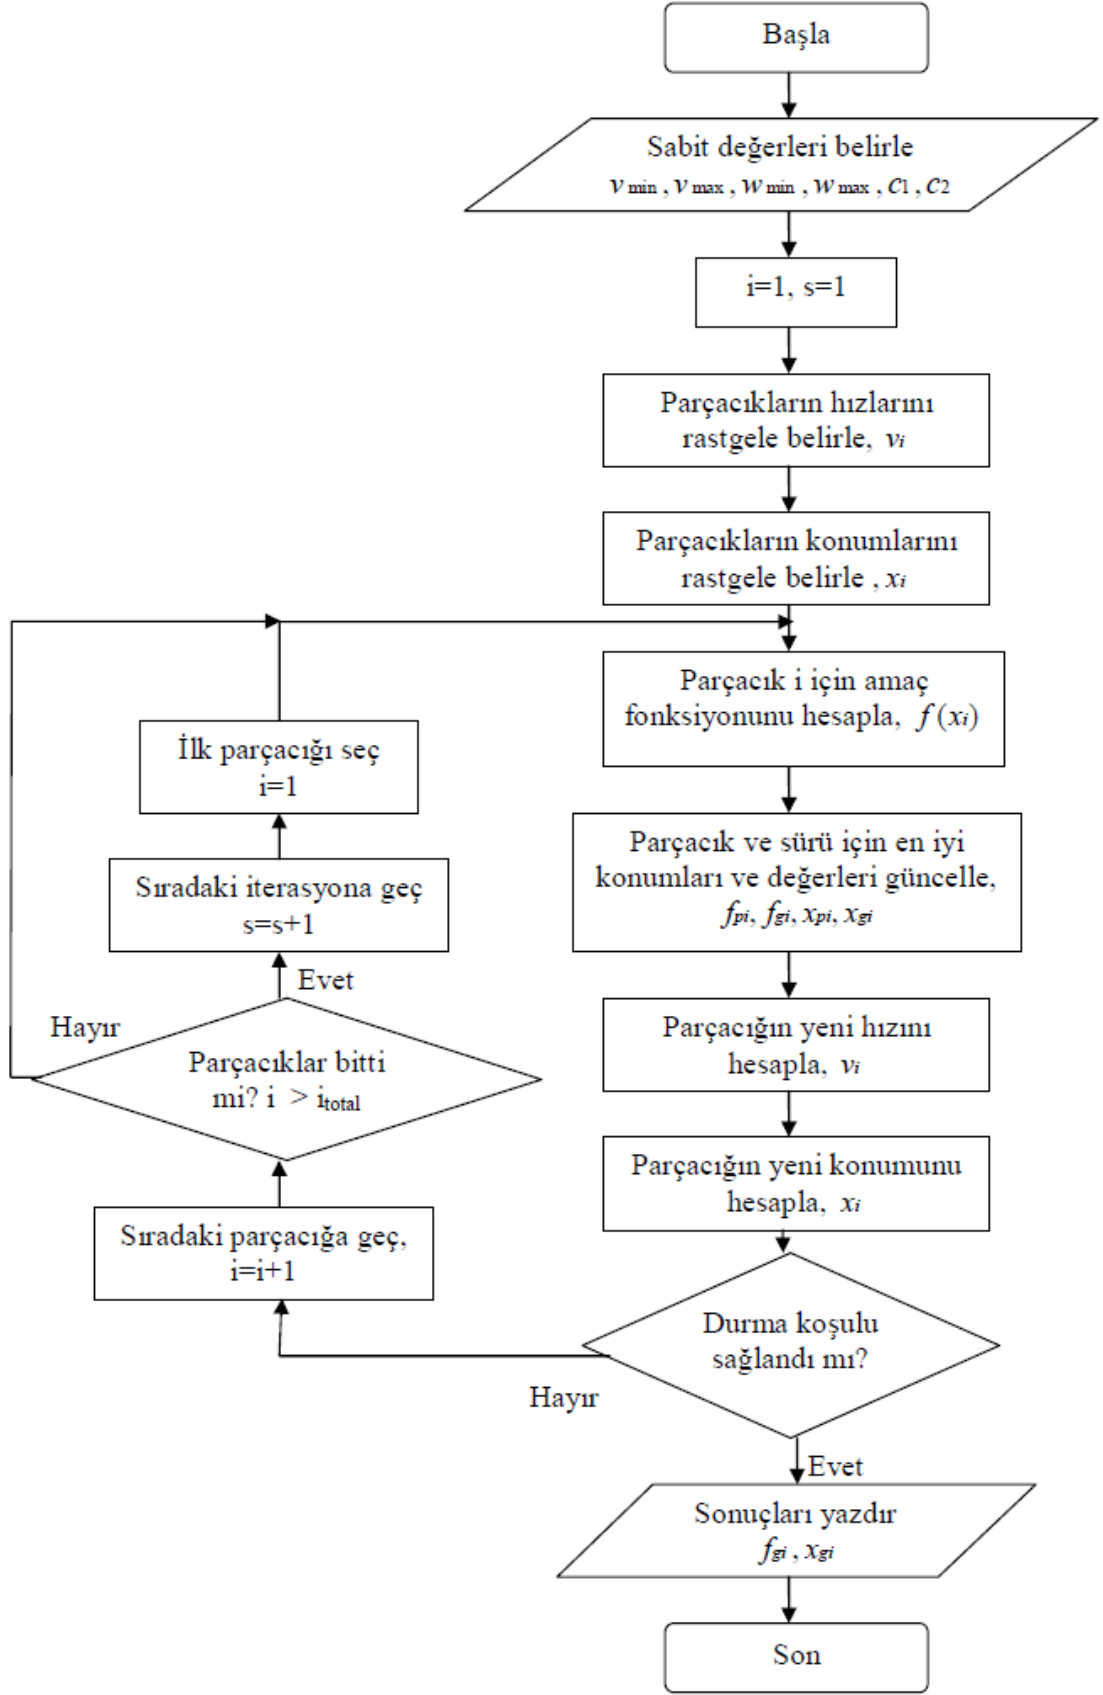 Başla
Sabit değerleri belirle
v min , v max , w min , w max , c1 , c2
i=1, s=1
Parçacıkların hızlarını
rastgele belirle, vi
Parçacıkların konumlarını
rastgele belirle , xi
Parçacık i için amaç
fonksiyonunu hesapla, f (xi)
Parçacık ve sürü için en iyi
konumları ve değerleri güncelle,
fpi, fgi, xpi, xgi
Parçacığın yeni hızını
hesapla, vi
Parçacığın yeni konumunu
hesapla, xi
Durma koşulu
sağlandı mı?
Hayır
Sıradaki parçacığa geç,
i=i+1
Parçacıklar bitti
mi? i > itotal
Hayır
Evet
Sıradaki iterasyona geç
s=s+1
İlk parçacığı seç
i=1
Evet
Sonuçları yazdır
fgi , xgi
Son